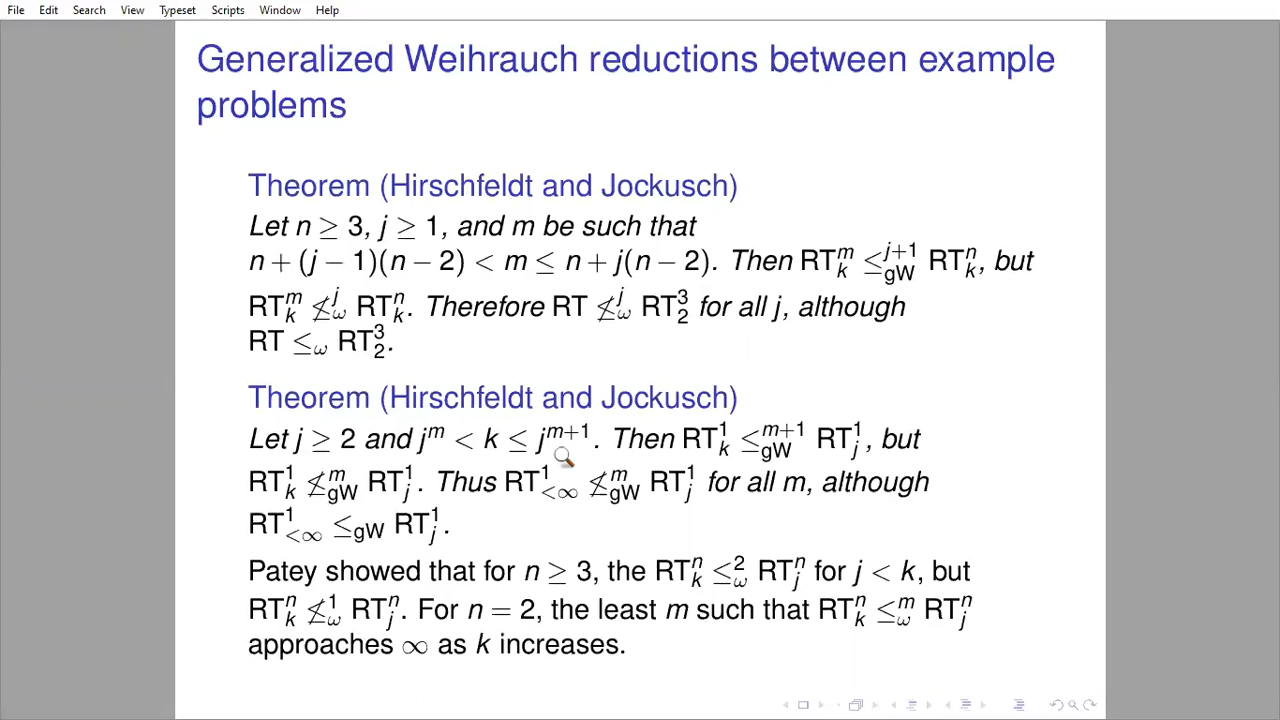 File Edit Search View Typeset Scripts Window Help
Generalized Weihrauch reductions between example
problems
Theorem (Hirschfeldt and Jockusch)
Let n ≥ 3, j ≥ 1, and m be such that
n + (j − 1)(n − 2) < m ≤ n + j(n − 2). Then RT^m_k ≤^{j+1}_{gW} RT^n_k, but
RT^m_k ≰^j_ω RT^n_k. Therefore RT ≰^j_ω RT^3_2 for all j, although
RT ≤_ω RT^3_2.
Theorem (Hirschfeldt and Jockusch)
Let j ≥ 2 and j^m < k ≤ j^{m+1}. Then RT^1_k ≤^{m+1}_{gW} RT^1_j, but
RT^1_k ≰^m_{gW} RT^1_j. Thus RT^1_{<∞} ≰^m_{gW} RT^1_j for all m, although
RT^1_{<∞} ≤_{gW} RT^1_j.
Patey showed that for n ≥ 3, the RT^n_k ≤^2_ω RT^n_j for j < k, but
RT^n_k ≰^1_ω RT^n_j. For n = 2, the least m such that RT^n_k ≤^m_ω RT^n_j
approaches ∞ as k increases.